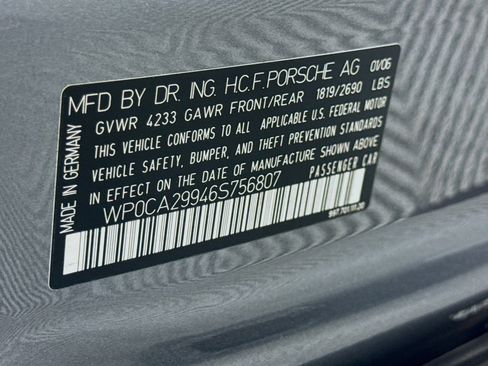 MFD BY DR. ING. H.C.F. PORSCHE AG 01/06
GVWR 4233 GAWR FRONT/REAR 1819/2690 LBS
THIS VEHICLE CONFORMS TO ALL APPLICABLE U.S. FEDERAL MOTOR
VEHICLE SAFETY, BUMPER, AND THEFT PREVENTION STANDARDS
IN EFFECT ON THE DATE OF MANUFACTURE SHOWN ABOVE.
WP0CA29946S756807 PASSENGER CAR
MADE IN GERMANY